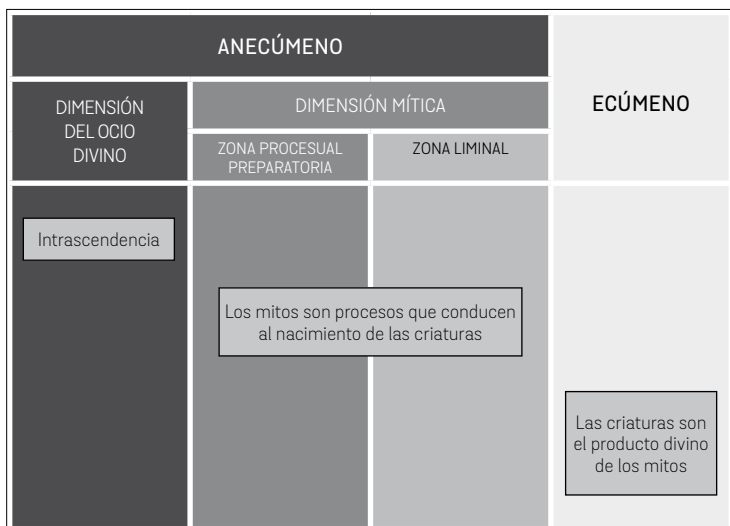 ANECÚMENO
ECÚMENO
DIMENSIÓN
DEL OCIO
DIVINO
DIMENSIÓN MÍTICA
ZONA PROCESUAL
PREPARATORIA
ZONA LIMINAL
Intrascendencia
Los mitos son procesos que conducen
al nacimiento de las criaturas
Las criaturas son
el producto divino
de los mitos